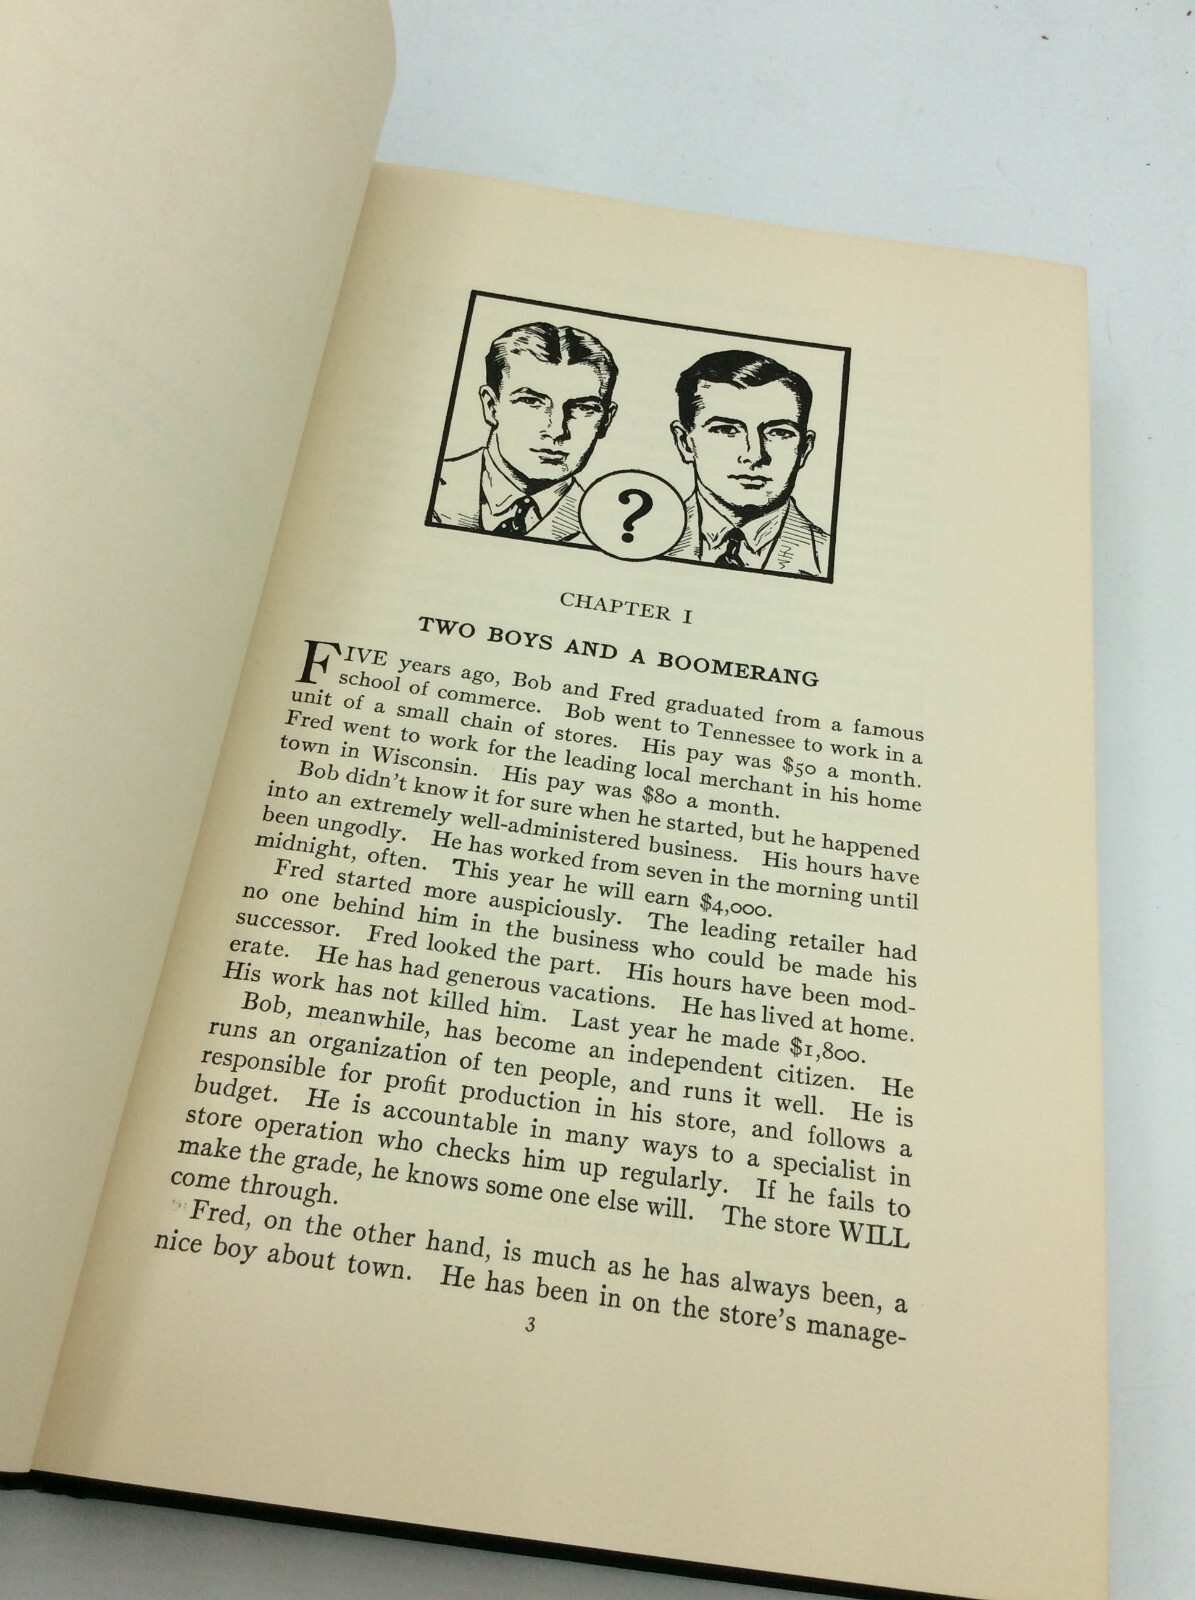 ?
CHAPTER I
TWO BOYS AND A BOOMERANG
FIVE years ago, Bob and Fred graduated from a famous
school of commerce. Bob went to Tennessee to work in a
unit of a small chain of stores. His pay was $50 a month.
Fred went to work for the leading local merchant in his home
town in Wisconsin. His pay was $80 a month.
Bob didn't know it for sure when he started, but he happened
into an extremely well-administered business. His hours have
been ungodly. He has worked from seven in the morning until
midnight, often. This year he will earn $4,000.
Fred started more auspiciously. The leading retailer had
no one behind him in the business who could be made his
successor. Fred looked the part. His hours have been mod-
erate. He has had generous vacations. He has lived at home.
His work has not killed him. Last year he made $1,800.
Bob, meanwhile, has become an independent citizen. He
runs an organization of ten people, and runs it well. He is
responsible for profit production in his store, and follows a
budget. He is accountable in many ways to a specialist in
store operation who checks him up regularly. If he fails to
make the grade, he knows some one else will. The store WILL
come through.
Fred, on the other hand, is much as he has always been, a
nice boy about town. He has been in on the store's manage-
3